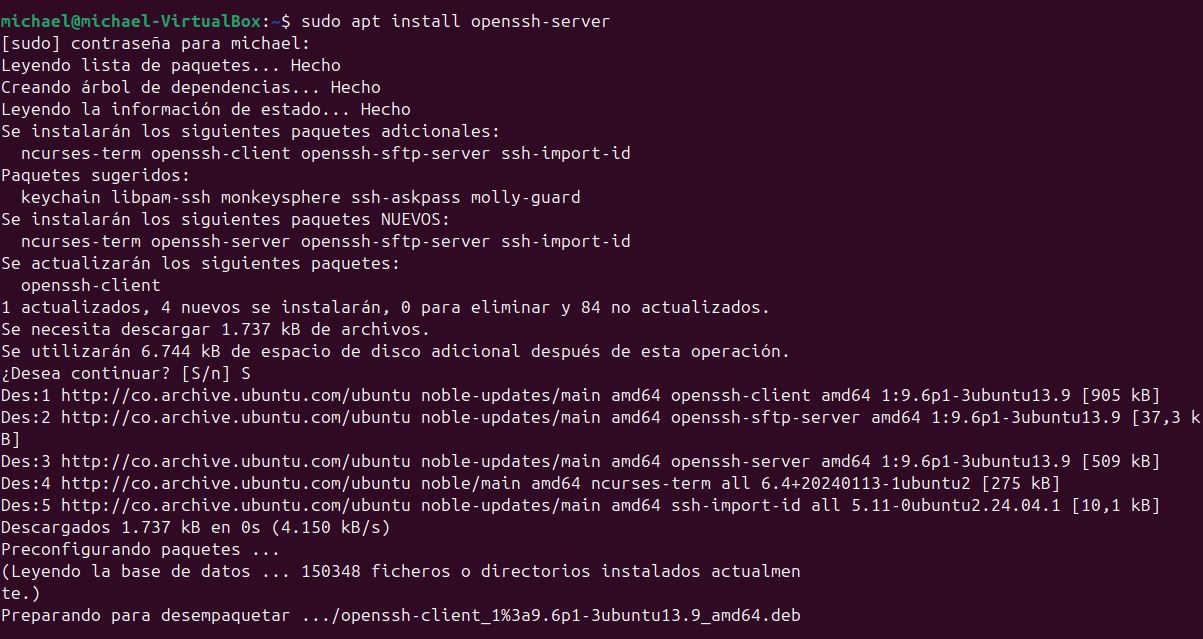 michael@michael-VirtualBox:~$ sudo apt install openssh-server
[sudo] contraseña para michael:
Leyendo lista de paquetes... Hecho
Creando árbol de dependencias... Hecho
Leyendo la información de estado... Hecho
Se instalarán los siguientes paquetes adicionales:
  ncurses-term openssh-client openssh-sftp-server ssh-import-id
Paquetes sugeridos:
  keychain libpam-ssh monkeysphere ssh-askpass molly-guard
Se instalarán los siguientes paquetes NUEVOS:
  ncurses-term openssh-server openssh-sftp-server ssh-import-id
Se actualizarán los siguientes paquetes:
  openssh-client
1 actualizados, 4 nuevos se instalarán, 0 para eliminar y 84 no actualizados.
Se necesita descargar 1.737 kB de archivos.
Se utilizarán 6.744 kB de espacio de disco adicional después de esta operación.
¿Desea continuar? [S/n] S
Des:1 http://co.archive.ubuntu.com/ubuntu noble-updates/main amd64 openssh-client amd64 1:9.6p1-3ubuntu13.9 [905 kB]
Des:2 http://co.archive.ubuntu.com/ubuntu noble-updates/main amd64 openssh-sftp-server amd64 1:9.6p1-3ubuntu13.9 [37,3 k
B]
Des:3 http://co.archive.ubuntu.com/ubuntu noble-updates/main amd64 openssh-server amd64 1:9.6p1-3ubuntu13.9 [509 kB]
Des:4 http://co.archive.ubuntu.com/ubuntu noble/main amd64 ncurses-term all 6.4+20240113-1ubuntu2 [275 kB]
Des:5 http://co.archive.ubuntu.com/ubuntu noble-updates/main amd64 ssh-import-id all 5.11-0ubuntu2.24.04.1 [10,1 kB]
Descargados 1.737 kB en 0s (4.150 kB/s)
Preconfigurando paquetes ...
(Leyendo la base de datos ... 150348 ficheros o directorios instalados actualmen
te.)
Preparando para desempaquetar .../openssh-client_1%3a9.6p1-3ubuntu13.9_amd64.deb